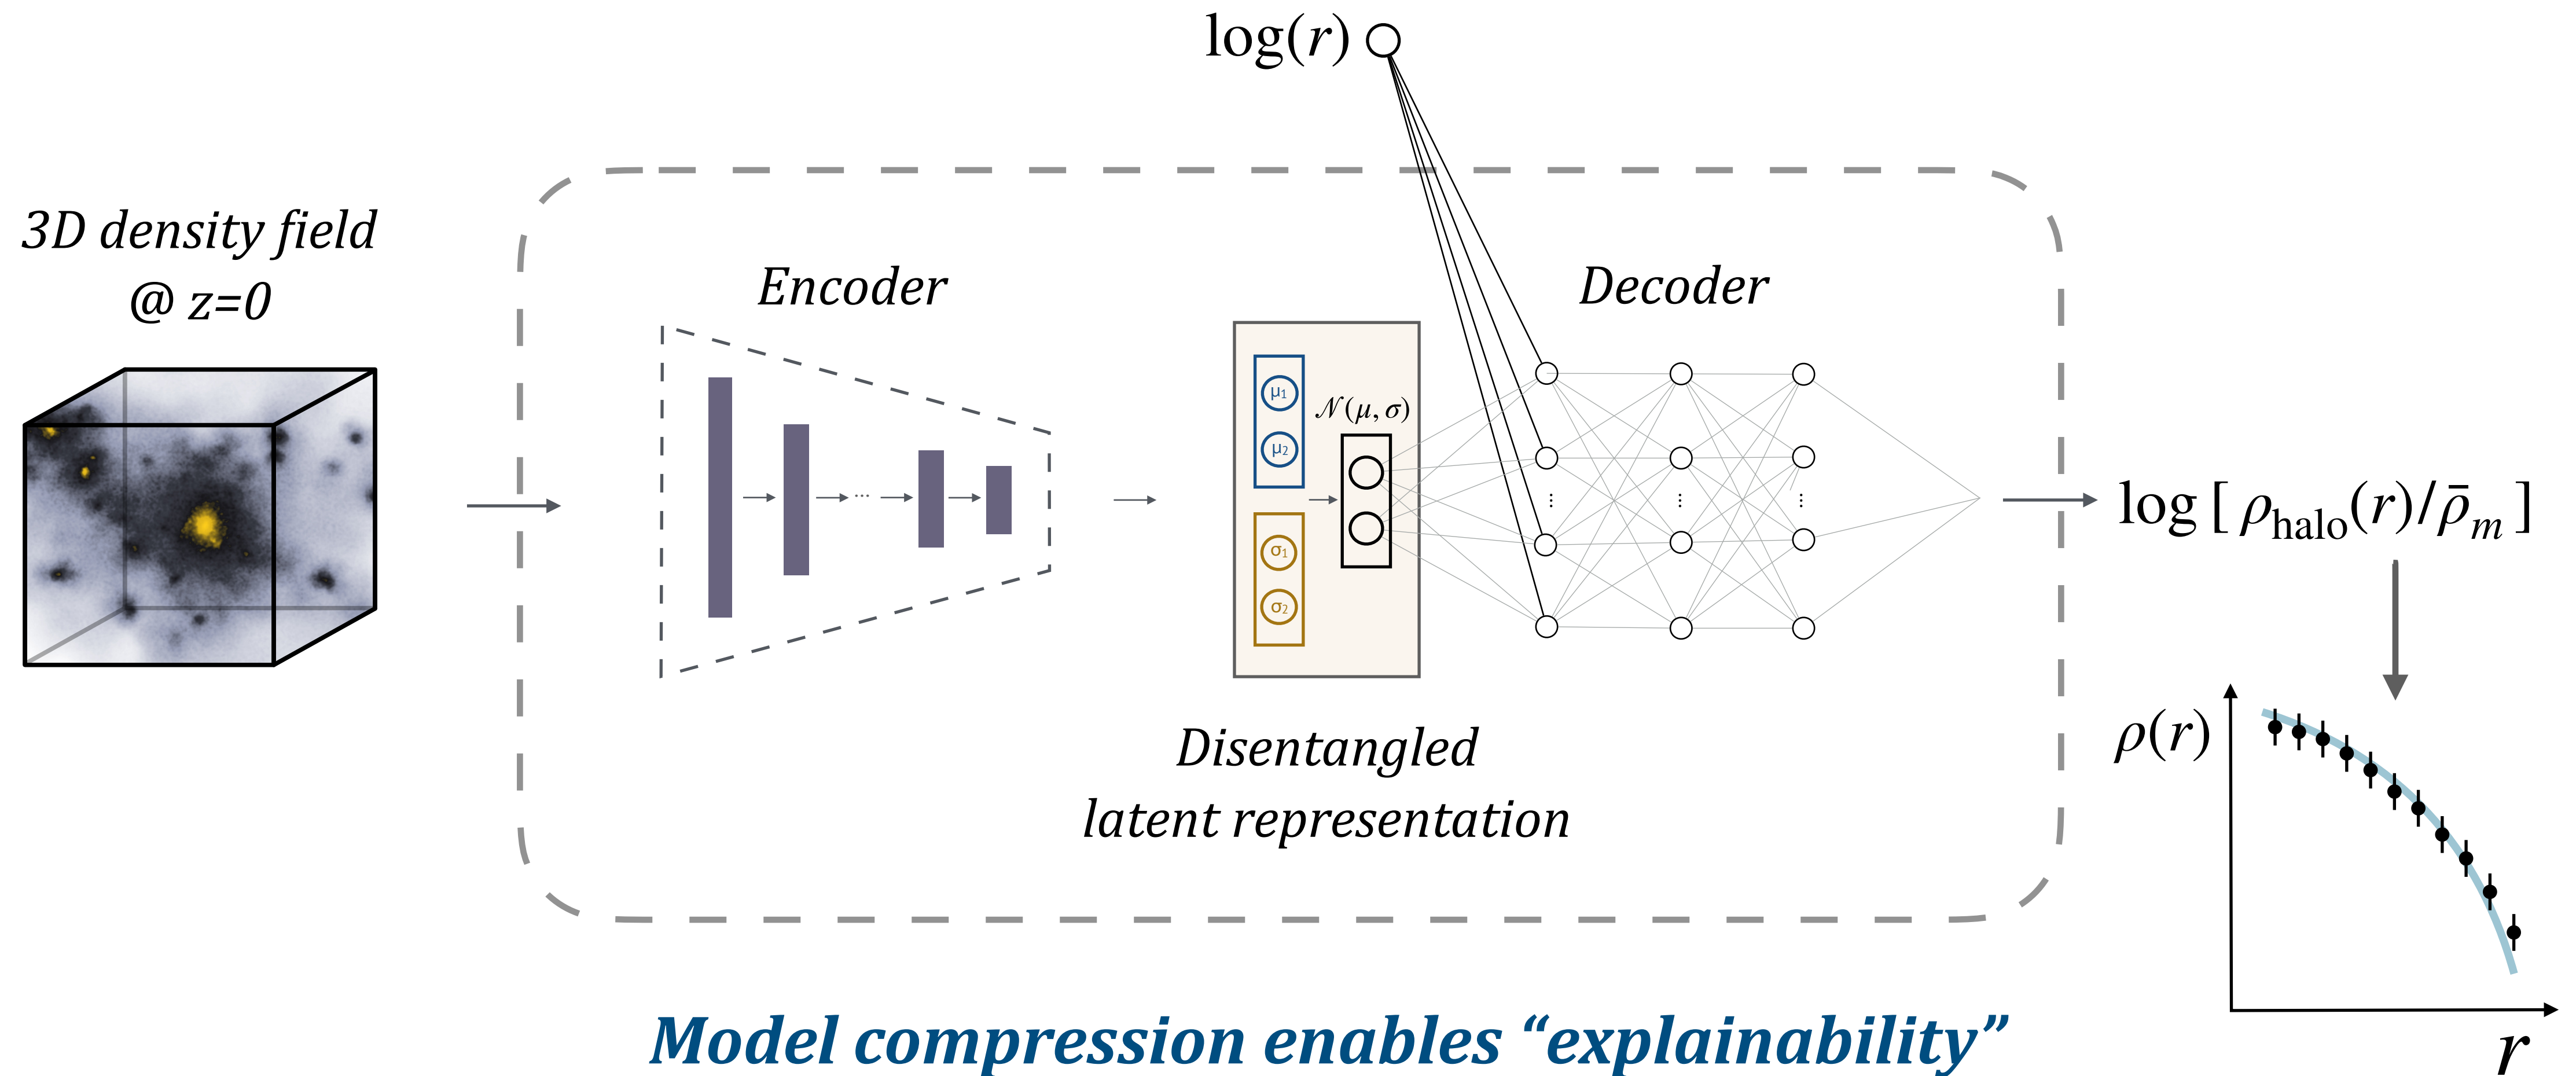 log(r)
3D density field
@ z=0
Encoder
Decoder
μ1
μ2
𝒩(μ, σ)
σ1
σ2
...
Disentangled
latent representation
log [ ρhalo(r)/ρ̄m ]
ρ(r)
r
Model compression enables “explainability”